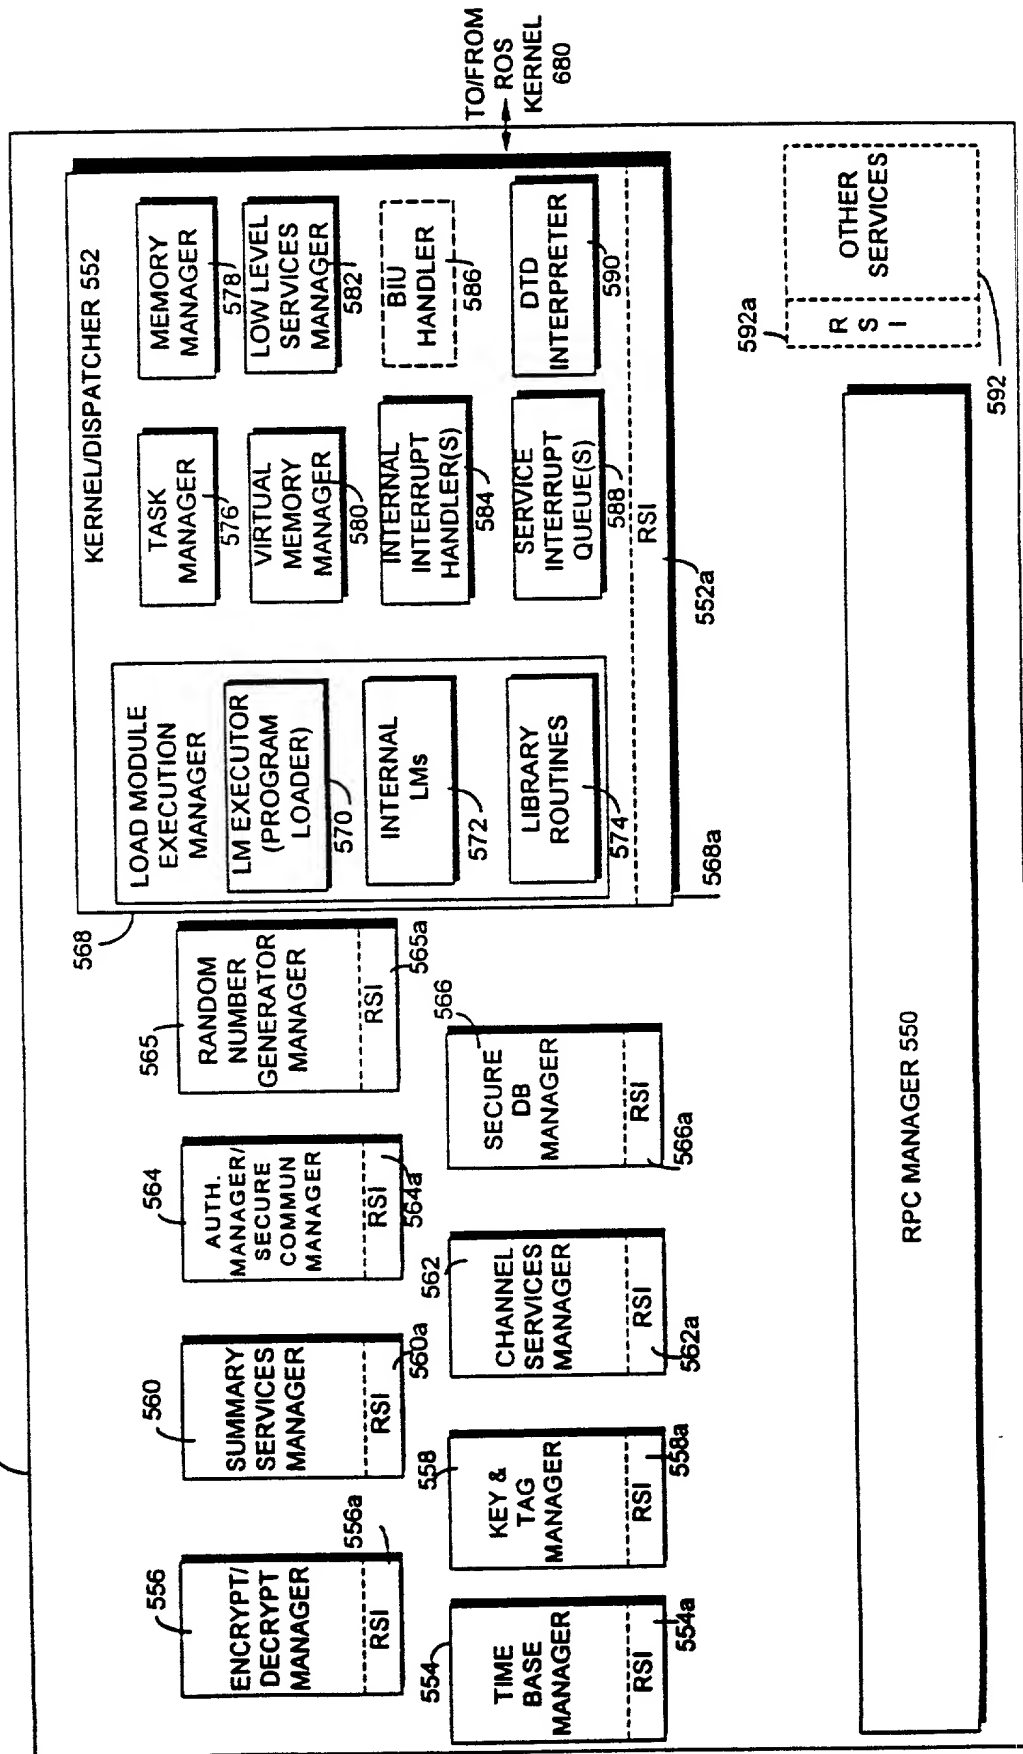 KERNEL/DISPATCHER 552
TO/FROM
ROS
KERNEL
680
568
LOAD MODULE
EXECUTION
MANAGER
LM EXECUTOR
(PROGRAM
LOADER)
570
INTERNAL
LMs
572
LIBRARY
ROUTINES
574
568a
TASK
MANAGER
576
MEMORY
MANAGER
578
VIRTUAL
MEMORY
MANAGER
580
LOW LEVEL
SERVICES
MANAGER
582
INTERNAL
INTERRUPT
HANDLER(S)
584
BIU
HANDLER
586
SERVICE
INTERRUPT
QUEUE(S)
588
DTD
INTERPRETER
590
RSI
552a
556
ENCRYPT/
DECRYPT
MANAGER
RSI
556a
560
SUMMARY
SERVICES
MANAGER
RSI
560a
564
AUTH.
MANAGER/
SECURE
COMMUN
MANAGER
RSI
564a
565
RANDOM
NUMBER
GENERATOR
MANAGER
RSI
565a
554
TIME
BASE
MANAGER
RSI
554a
558
KEY &
TAG
MANAGER
RSI
558a
562
CHANNEL
SERVICES
MANAGER
RSI
562a
566
SECURE
DB
MANAGER
RSI
566a
RPC MANAGER 550
592a
R
S
I
OTHER
SERVICES
592